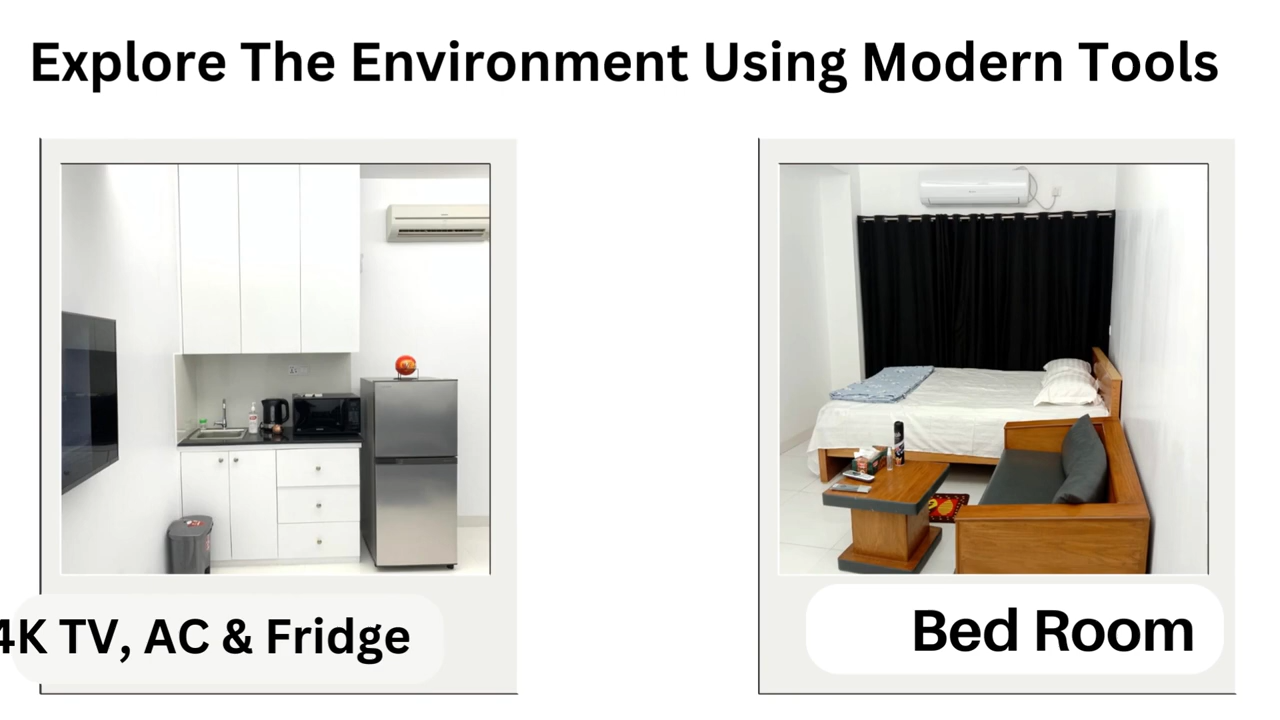 Explore The Environment Using Modern Tools
4K TV, AC & Fridge
Bed Room